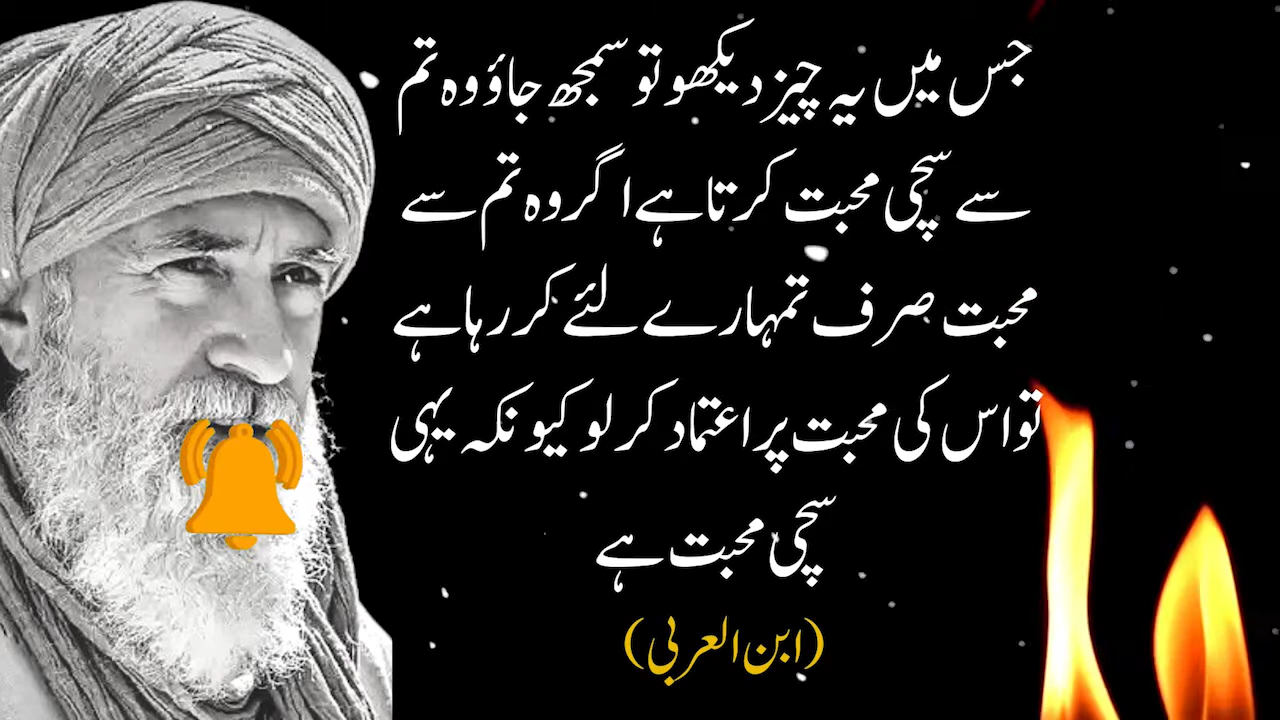 جس میں یہ چیز دیکھو تو سمجھ جاؤ وہ تم
سے سچی محبت کرتا ہے اگر وہ تم سے
محبت صرف تمہارے لئے کر رہا ہے
تو اس کی محبت پر اعتماد کر لو کیونکہ یہی
سچی محبت ہے
(ابن العربی)